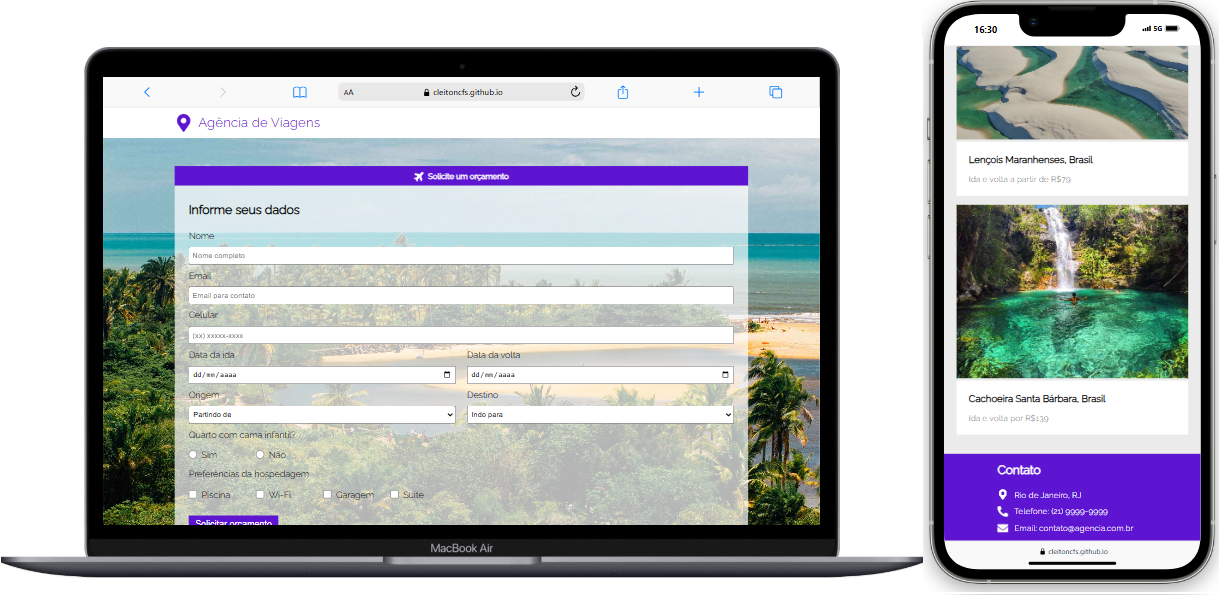 AA
cleitoncfs.github.io
Agência de Viagens
Solicite um orçamento
Informe seus dados
Nome
Nome completo
Email
Email para contato
Celular
(xx) xxxxx-xxxx
Data da ida
Data da volta
dd/mm/aaaa
dd/mm/aaaa
Origem
Destino
Partindo de
Indo para
Quarto com cama infantil?
Sim
Não
Preferências da hospedagem
Piscina
Wi-Fi
Garagem
Suíte
Solicitar orçamento
MacBook Air
16:30
5G
Lençois Maranhenses, Brasil
Ida e volta a partir de R$79
Cachoeira Santa Bárbara, Brasil
Ida e volta por R$139
Contato
Rio de Janeiro, RJ
Telefone: (21) 9999-9999
Email: contato@agencia.com.br
cleitoncfs.github.io